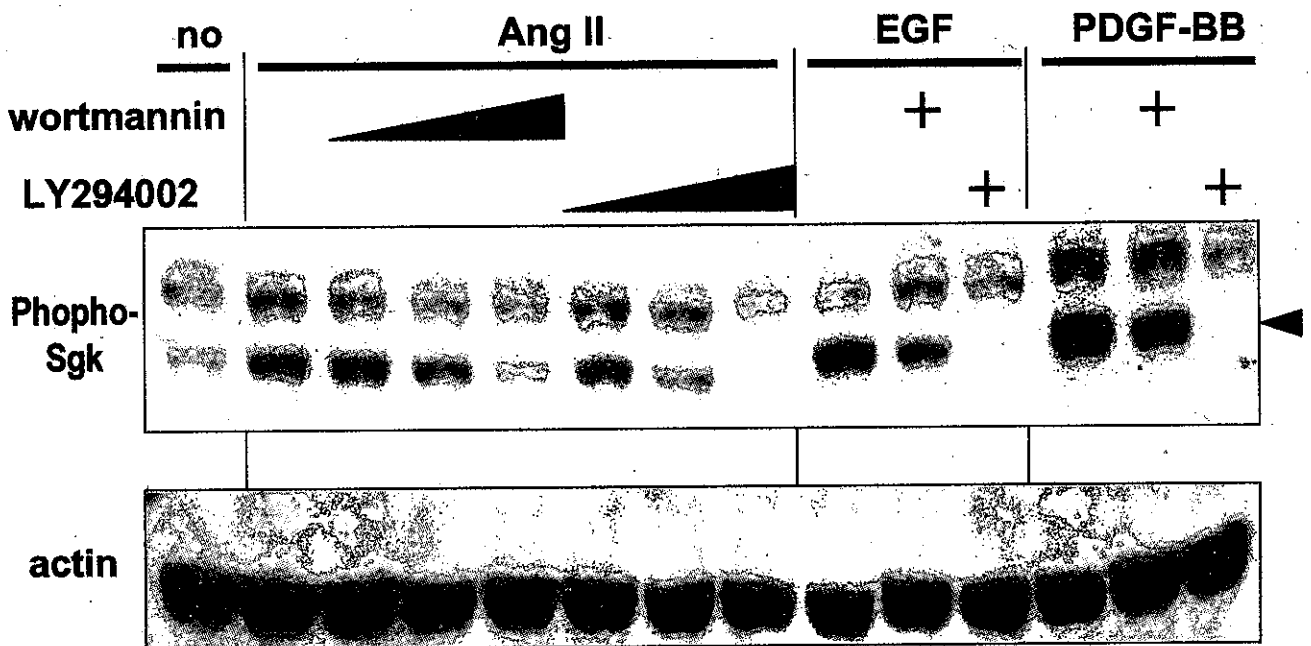 no Ang II EGF PDGF-BB
wortmannin + +
LY294002 + +
Phopho-
Sgk
actin